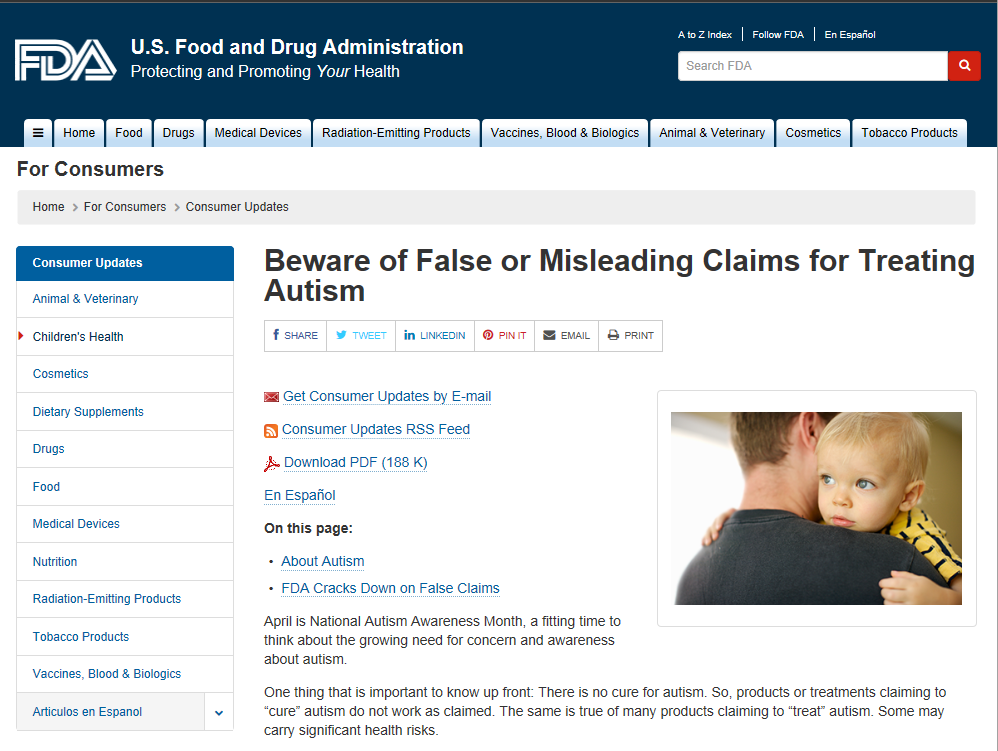 FDA
U.S. Food and Drug Administration
Protecting and Promoting Your Health
A to Z Index
Follow FDA
En Español
Search FDA
Home
Food
Drugs
Medical Devices
Radiation-Emitting Products
Vaccines, Blood & Biologics
Animal & Veterinary
Cosmetics
Tobacco Products
For Consumers
Home > For Consumers > Consumer Updates
Consumer Updates
Animal & Veterinary
Children's Health
Cosmetics
Dietary Supplements
Drugs
Food
Medical Devices
Nutrition
Radiation-Emitting Products
Tobacco Products
Vaccines, Blood & Biologics
Articulos en Espanol
Beware of False or Misleading Claims for Treating
Autism
SHARE
TWEET
LINKEDIN
PIN IT
EMAIL
PRINT
Get Consumer Updates by E-mail
Consumer Updates RSS Feed
Download PDF (188 K)
En Español
On this page:
• About Autism
• FDA Cracks Down on False Claims
April is National Autism Awareness Month, a fitting time to
think about the growing need for concern and awareness
about autism.
One thing that is important to know up front: There is no cure for autism. So, products or treatments claiming to
“cure” autism do not work as claimed. The same is true of many products claiming to “treat” autism. Some may
carry significant health risks.